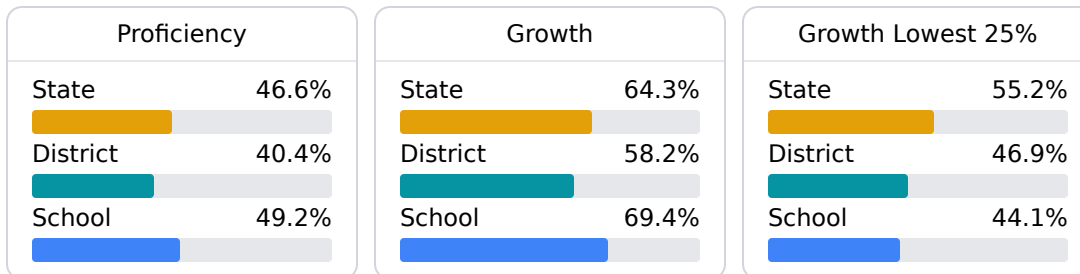 Proficiency
State 46.6%
District 40.4%
School 49.2%
Growth
State 64.3%
District 58.2%
School 69.4%
Growth Lowest 25%
State 55.2%
District 46.9%
School 44.1%